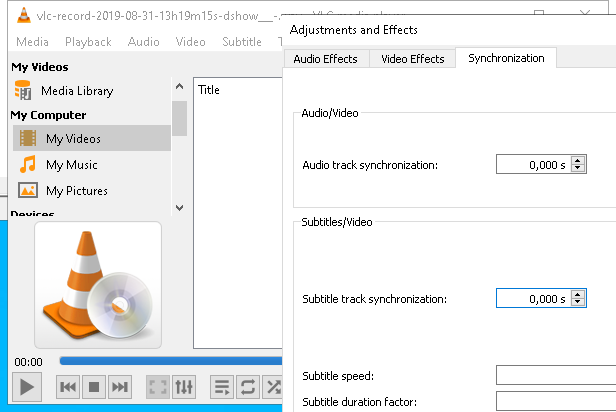 vlc-record-2019-08-31-13h19m15s-dshow__-.
Media Playback Audio Video Subtitle
Adjustments and Effects
Audio Effects Video Effects Synchronization
My Videos
Media Library
My Computer
My Videos
My Music
My Pictures
Devices
Title
Audio/Video
Audio track synchronization: 0,000 s
Subtitles/Video
Subtitle track synchronization: 0,000 s
Subtitle speed:
Subtitle duration factor:
00:00